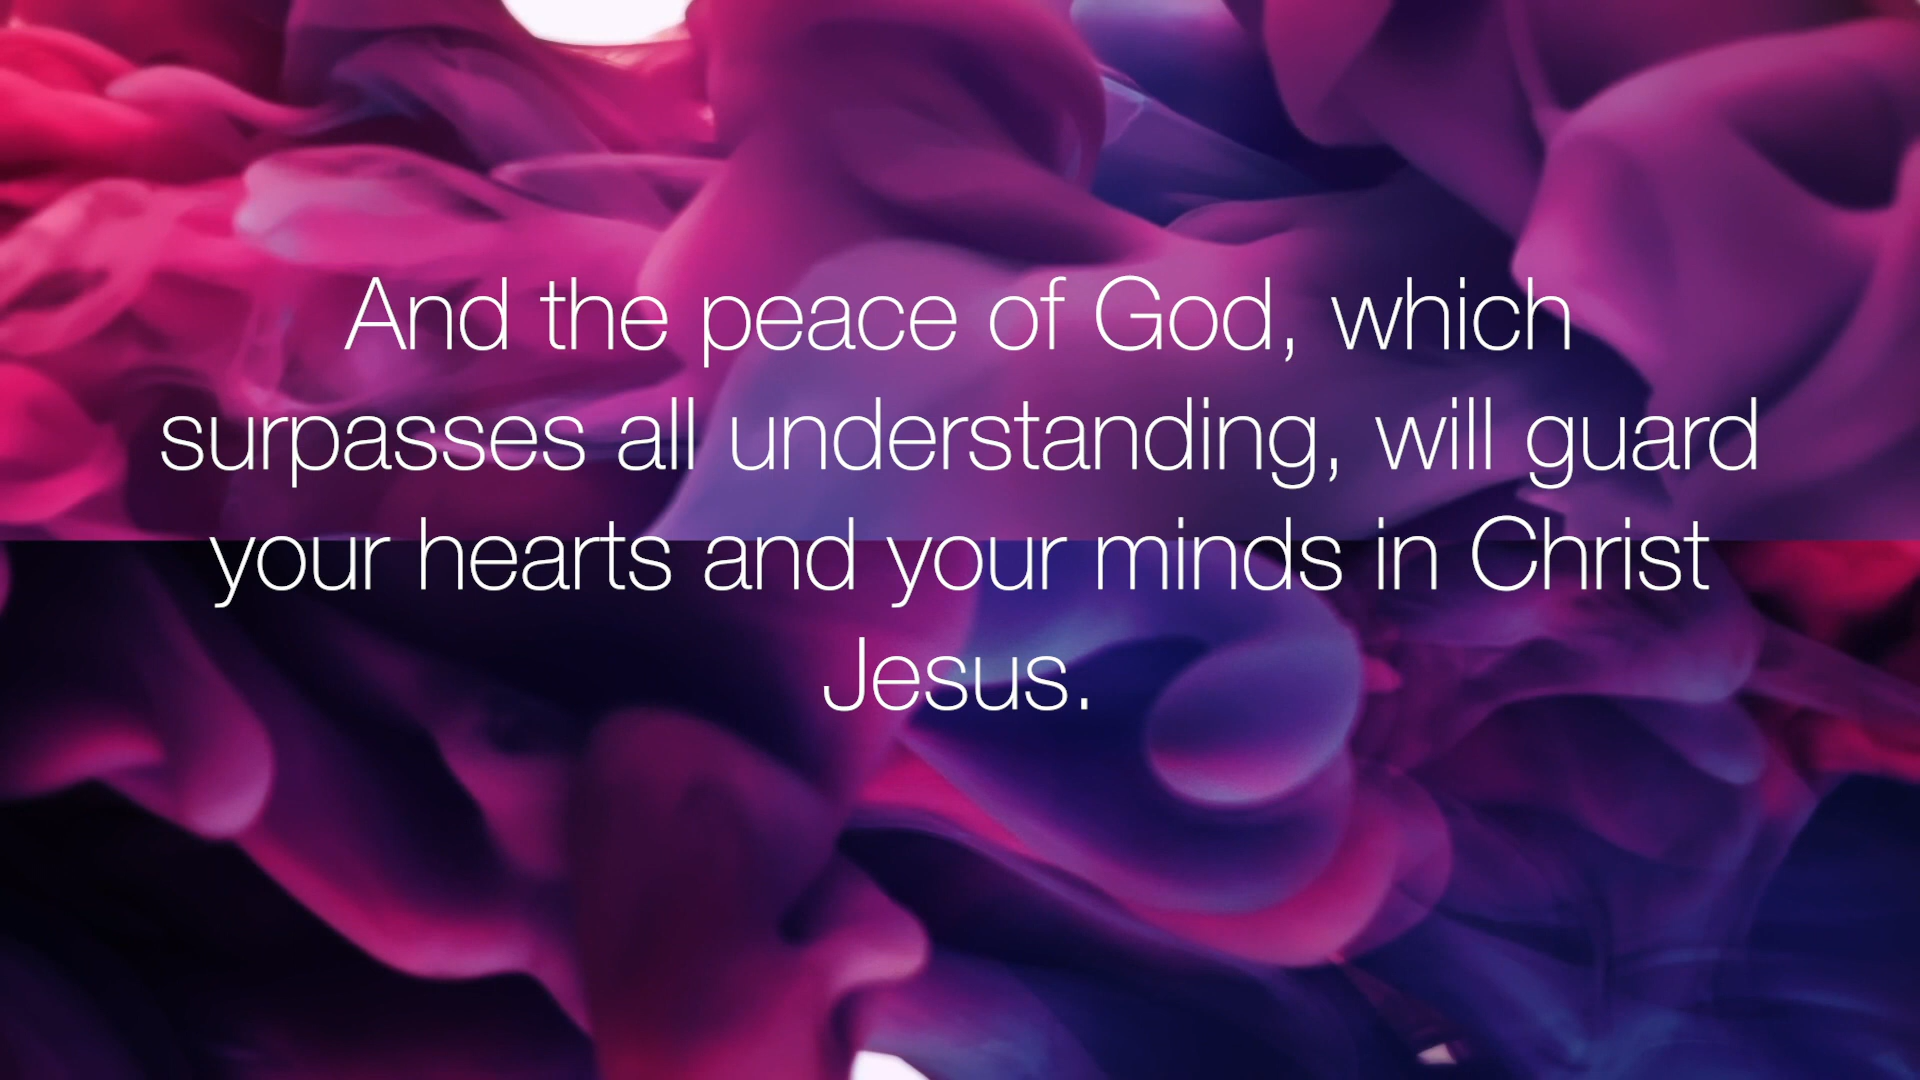 And the peace of God, which
surpasses all understanding, will guard
your hearts and your minds in Christ
Jesus.